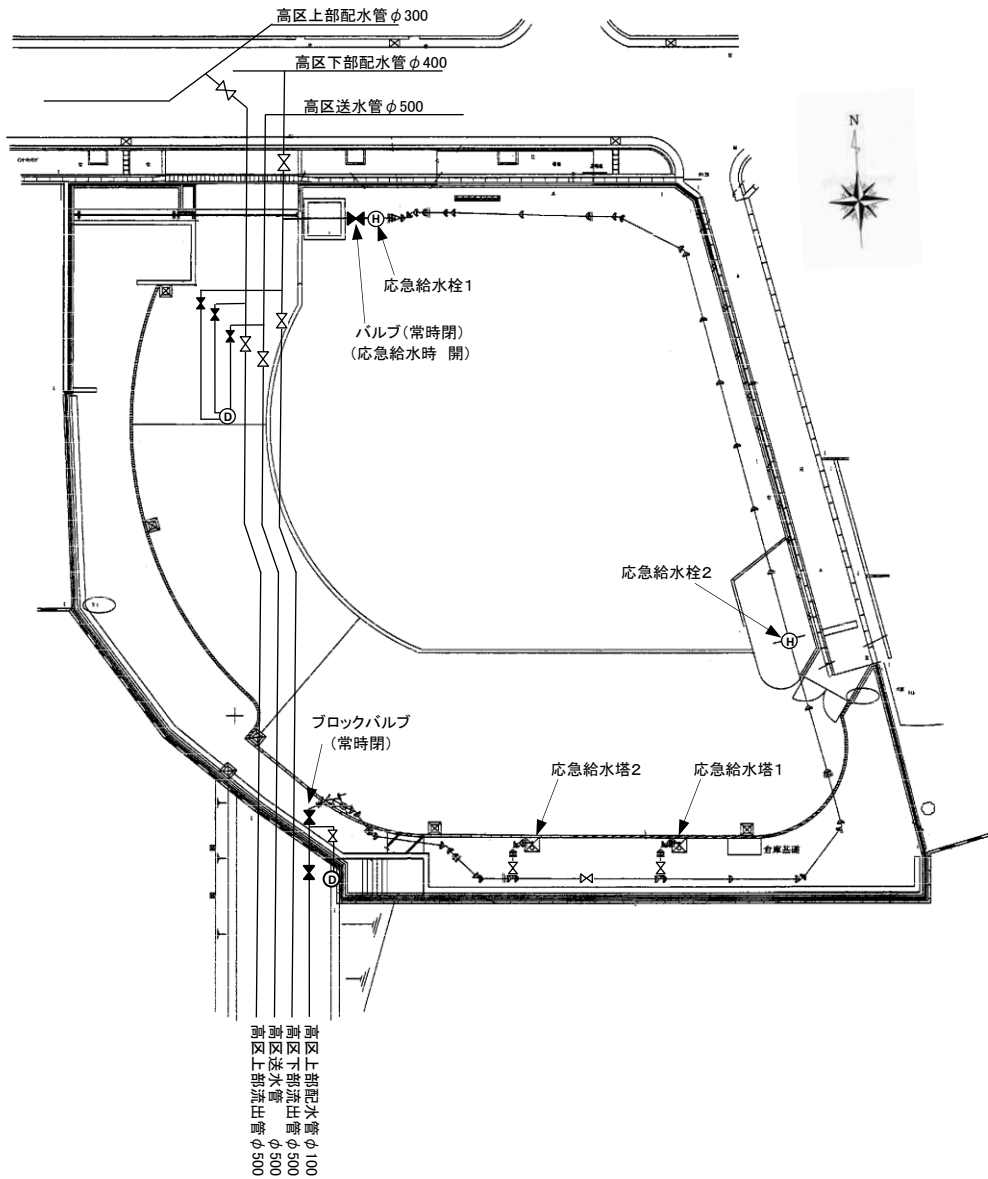 高区上部配水管φ300
高区下部配水管φ400
高区送水管φ500
N
H
応急給水栓1
バルブ(常時閉)
(応急給水時 開)
D
応急給水栓2
H
ブロックバルブ
(常時閉)
応急給水塔2
応急給水塔1
倉庫基礎
D
高区上部配水管φ100
高区下部流出管φ500
高区送水管 φ500
高区上部流出管φ500